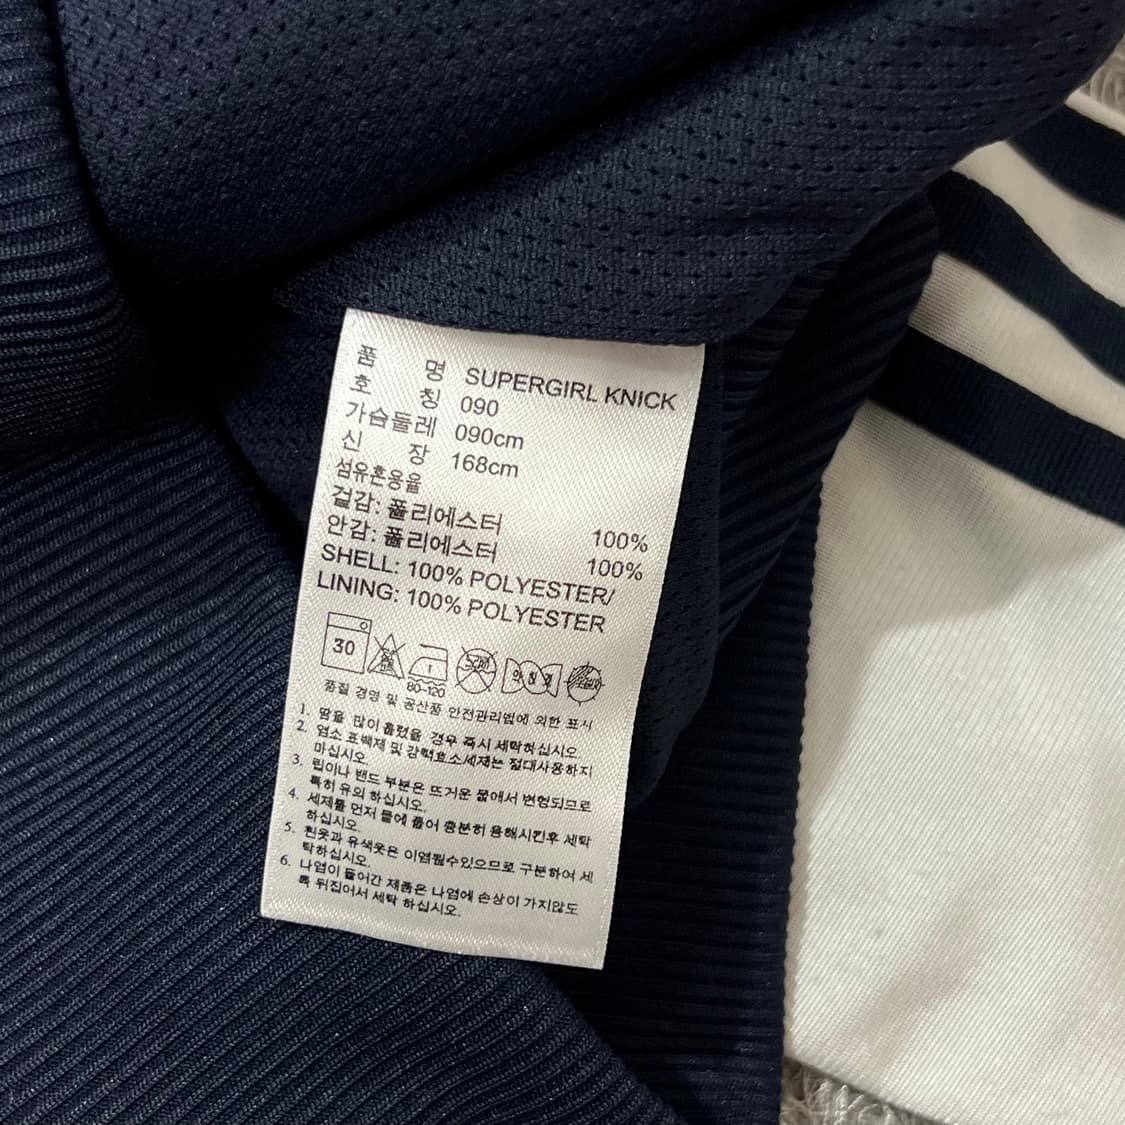 품 명 SUPERGIRL KNICK
호 칭 090
가슴둘레 090cm
신 장 168cm
섬유혼용율
겉감: 폴리에스터 100%
안감: 폴리에스터 100%
SHELL: 100% POLYESTER/
LINING: 100% POLYESTER
30
80-120
품질 경영 및 공산품 안전관리법에 의한 표시
1. 땀을 많이 흘렸을 경우 즉시 세탁하십시오.
2. 염소 표백제 및 강력효소세제는 절대사용하지
마십시오.
3. 립이나 밴드 부분은 뜨거운 물에서 변형되므로
특히 유의 하십시오.
4. 세제를 먼저 물에 풀어 충분히 용해시킨후 세탁
하십시오.
5. 흰옷과 유색옷은 이염될수있으므로 구분하여 세
탁하십시오.
6. 나염이 들어간 제품은 나염에 손상이 가지않도
록 뒤집어서 세탁 하십시오.